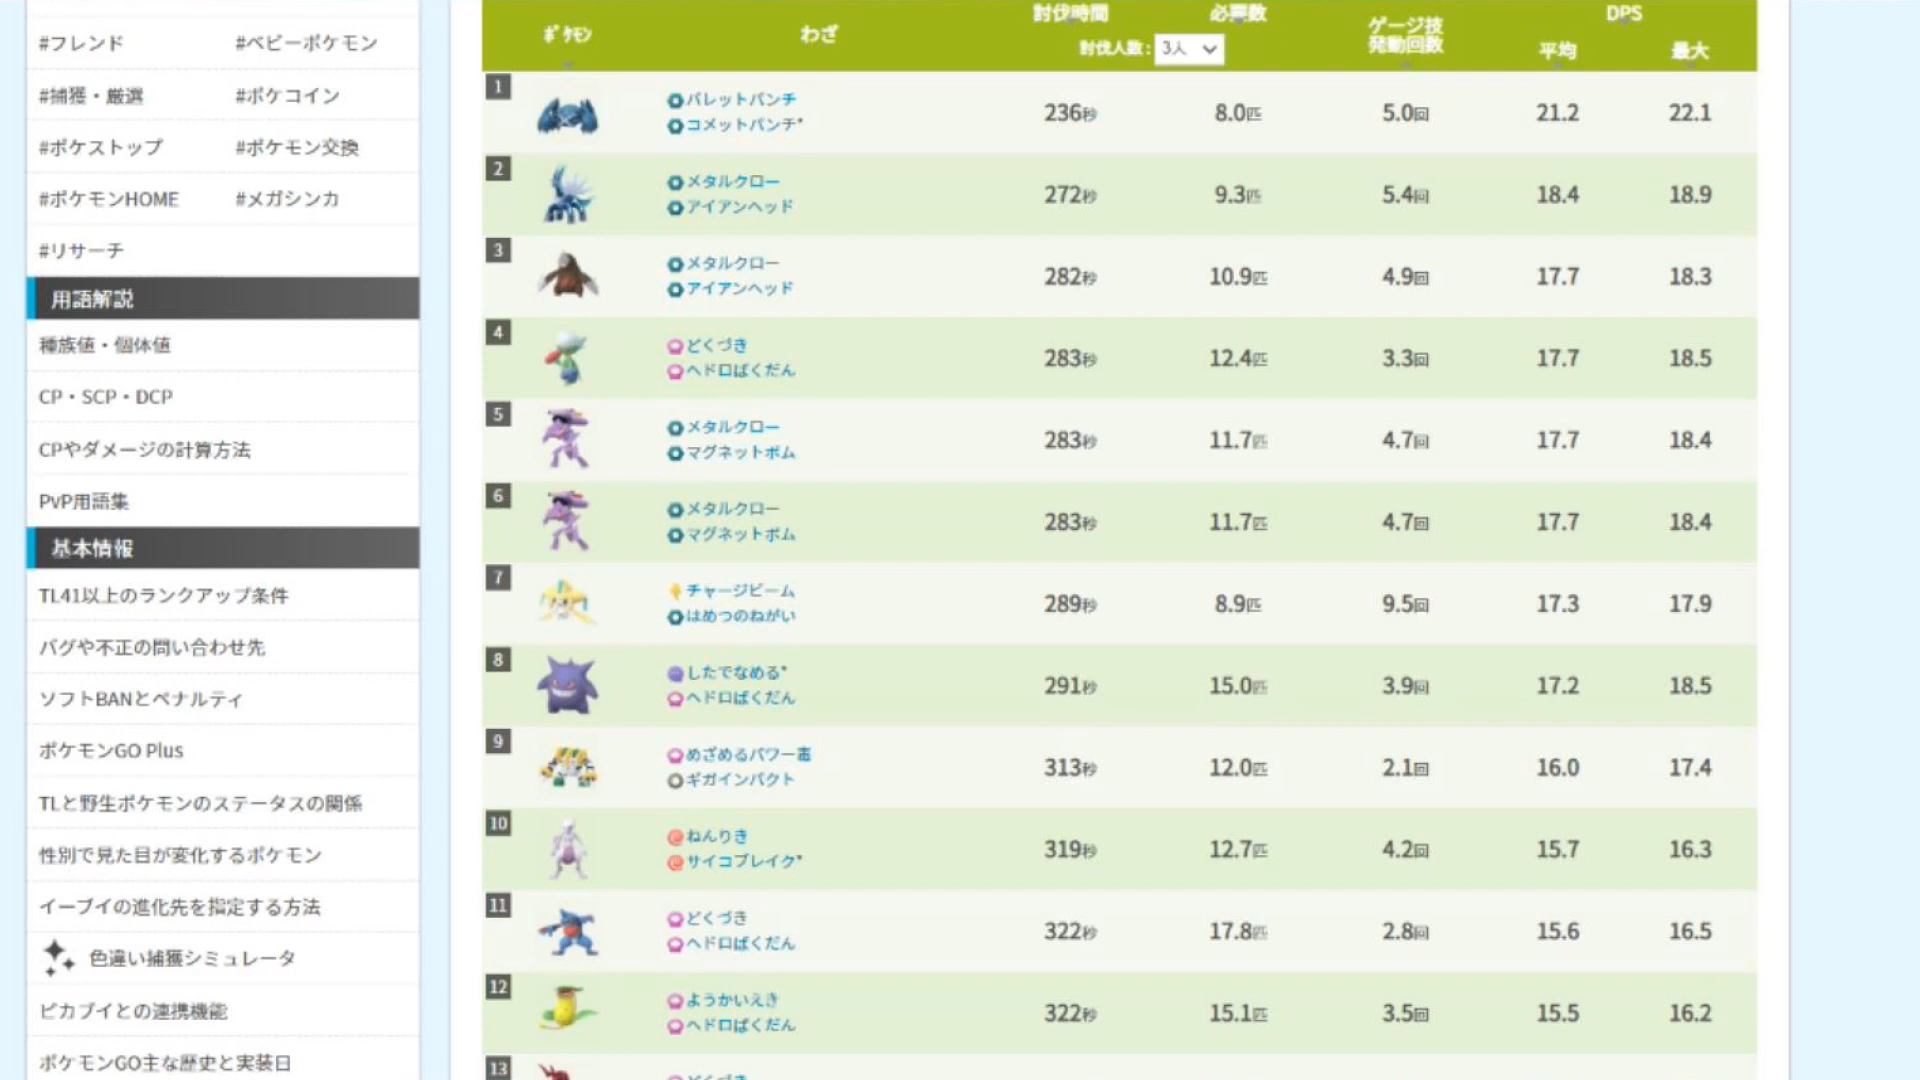 #フレンド
#ベビーポケモン
#捕獲・厳選
#ポケコイン
#ポケストップ
#ポケモン交換
#ポケモンHOME
#メガシンカ
#リサーチ
用語解説
種族値・個体値
CP・SCP・DCP
CPやダメージの計算方法
PvP用語集
基本情報
TL41以上のランクアップ条件
バグや不正の問い合わせ先
ソフトBANとペナルティ
ポケモンGO Plus
TLと野生ポケモンのステータスの関係
性別で見た目が変化するポケモン
イーブイの進化先を指定する方法
色違い捕獲シミュレータ
ピカブイとの連携機能
ポケモンGO主な歴史と実装日
ポケモン
わざ
討伐時間
討伐人数: 3人
必要数
ゲージ技
発動回数
DPS
平均
最大
1
バレットパンチ
コメットパンチ*
236秒 8.0匹 5.0回 21.2 22.1
2
メタルクロー
アイアンヘッド
272秒 9.3匹 5.4回 18.4 18.9
3
メタルクロー
アイアンヘッド
282秒 10.9匹 4.9回 17.7 18.3
4
どくづき
ヘドロばくだん
283秒 12.4匹 3.3回 17.7 18.5
5
メタルクロー
マグネットボム
283秒 11.7匹 4.7回 17.7 18.4
6
メタルクロー
マグネットボム
283秒 11.7匹 4.7回 17.7 18.4
7
チャージビーム
はめつのねがい
289秒 8.9匹 9.5回 17.3 17.9
8
したでなめる*
ヘドロばくだん
291秒 15.0匹 3.9回 17.2 18.5
9
めざめるパワー毒
ギガインパクト
313秒 12.0匹 2.1回 16.0 17.4
10
ねんりき
サイコブレイク*
319秒 12.7匹 4.2回 15.7 16.3
11
どくづき
ヘドロばくだん
322秒 17.8匹 2.8回 15.6 16.5
12
ようかいえき
ヘドロばくだん
322秒 15.1匹 3.5回 15.5 16.2
13
どくづき